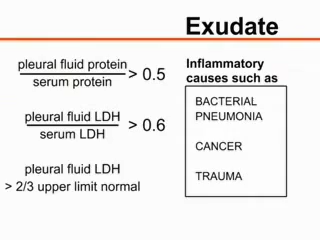 Exudate
pleural fluid protein
serum protein
> 0.5
pleural fluid LDH
serum LDH
> 0.6
pleural fluid LDH
> 2/3 upper limit normal
Inflammatory
causes such as
BACTERIAL
PNEUMONIA
CANCER
TRAUMA